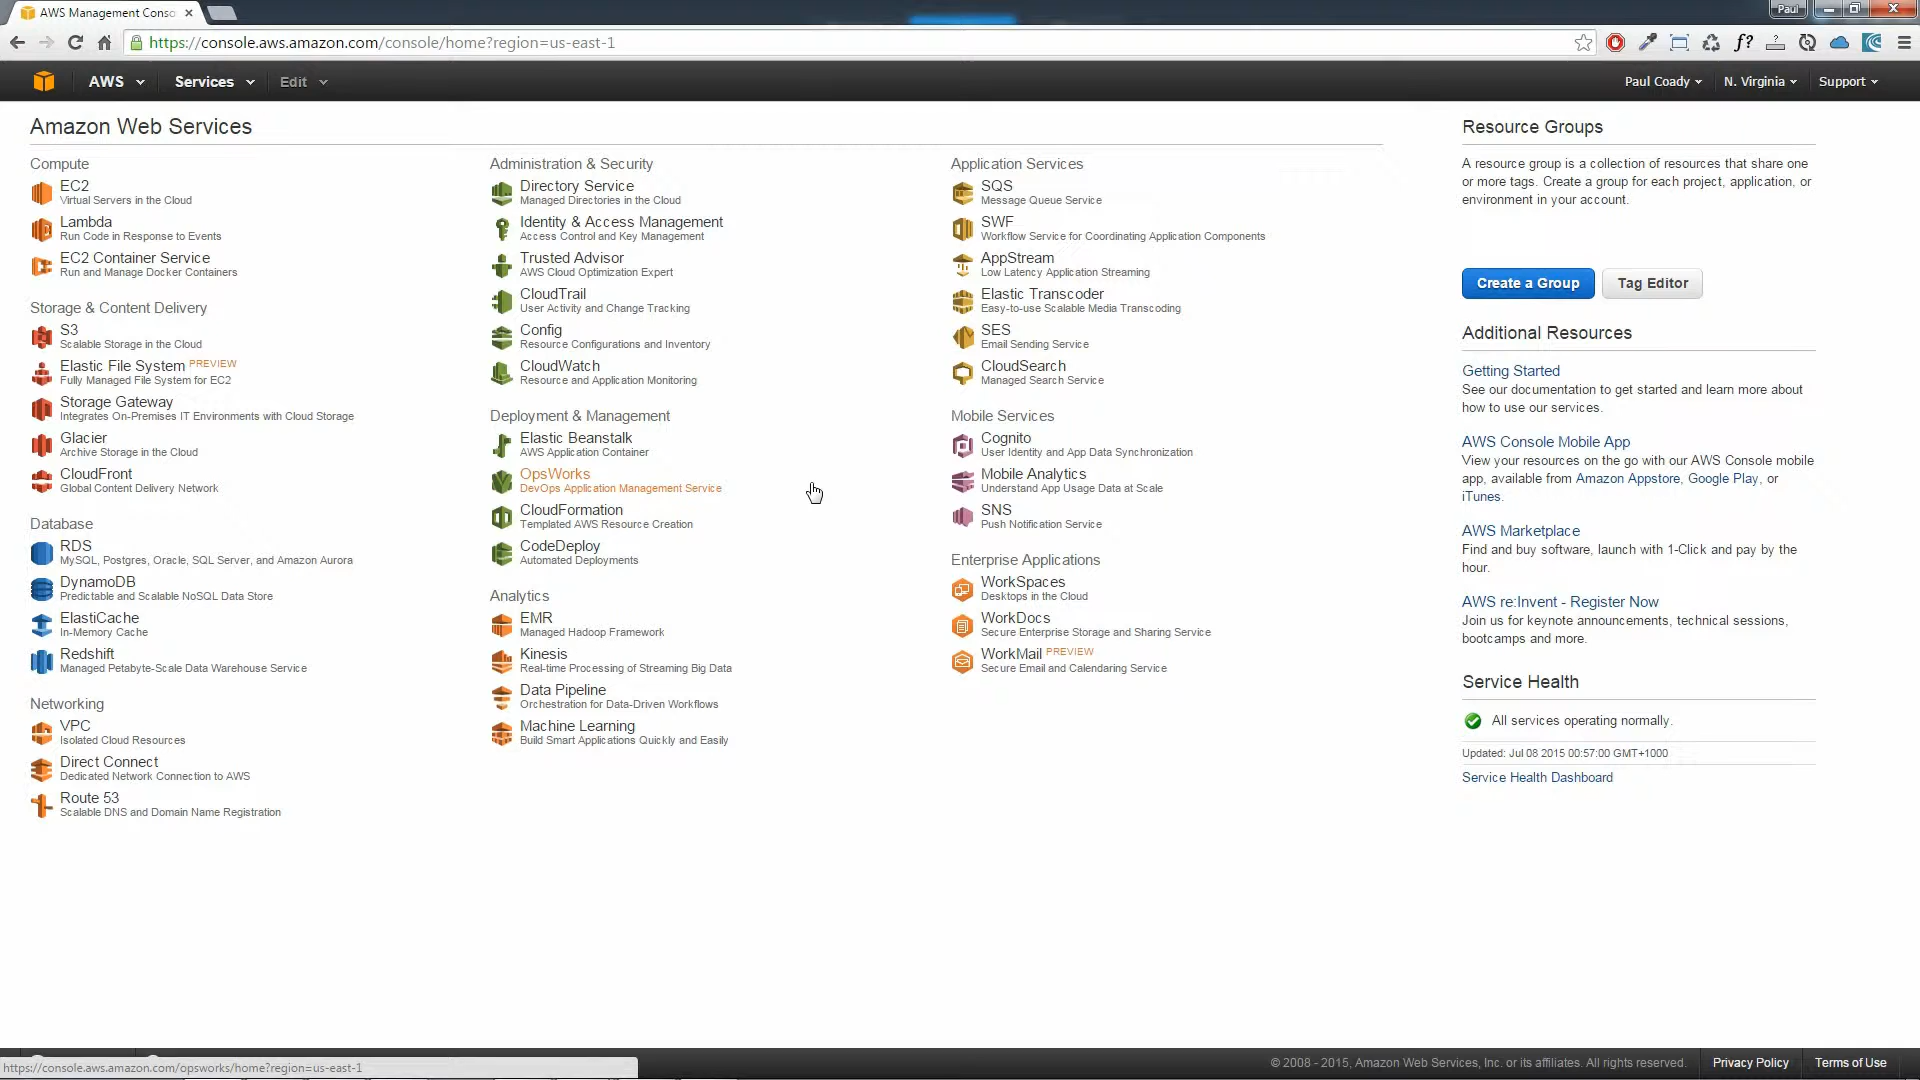 AWS Management Conso
Paul
https://console.aws.amazon.com/console/home?region=us-east-1
f?
AWS
Services
Edit
Paul Coady
N. Virginia
Support
Amazon Web Services
Compute
EC2
Virtual Servers in the Cloud
Lambda
Run Code in Response to Events
EC2 Container Service
Run and Manage Docker Containers
Storage & Content Delivery
S3
Scalable Storage in the Cloud
Elastic File System PREVIEW
Fully Managed File System for EC2
Storage Gateway
Integrates On-Premises IT Environments with Cloud Storage
Glacier
Archive Storage in the Cloud
CloudFront
Global Content Delivery Network
Database
RDS
MySQL, Postgres, Oracle, SQL Server, and Amazon Aurora
DynamoDB
Predictable and Scalable NoSQL Data Store
ElastiCache
In-Memory Cache
Redshift
Managed Petabyte-Scale Data Warehouse Service
Networking
VPC
Isolated Cloud Resources
Direct Connect
Dedicated Network Connection to AWS
Route 53
Scalable DNS and Domain Name Registration
Administration & Security
Directory Service
Managed Directories in the Cloud
Identity & Access Management
Access Control and Key Management
Trusted Advisor
AWS Cloud Optimization Expert
CloudTrail
User Activity and Change Tracking
Config
Resource Configurations and Inventory
CloudWatch
Resource and Application Monitoring
Deployment & Management
Elastic Beanstalk
AWS Application Container
OpsWorks
DevOps Application Management Service
CloudFormation
Templated AWS Resource Creation
CodeDeploy
Automated Deployments
Analytics
EMR
Managed Hadoop Framework
Kinesis
Real-time Processing of Streaming Big Data
Data Pipeline
Orchestration for Data-Driven Workflows
Machine Learning
Build Smart Applications Quickly and Easily
Application Services
SQS
Message Queue Service
SWF
Workflow Service for Coordinating Application Components
AppStream
Low Latency Application Streaming
Elastic Transcoder
Easy-to-use Scalable Media Transcoding
SES
Email Sending Service
CloudSearch
Managed Search Service
Mobile Services
Cognito
User Identity and App Data Synchronization
Mobile Analytics
Understand App Usage Data at Scale
SNS
Push Notification Service
Enterprise Applications
WorkSpaces
Desktops in the Cloud
WorkDocs
Secure Enterprise Storage and Sharing Service
WorkMail PREVIEW
Secure Email and Calendaring Service
Resource Groups
A resource group is a collection of resources that share one
or more tags. Create a group for each project, application, or
environment in your account.
Create a Group
Tag Editor
Additional Resources
Getting Started
See our documentation to get started and learn more about
how to use our services.
AWS Console Mobile App
View your resources on the go with our AWS Console mobile
app, available from Amazon Appstore, Google Play, or
iTunes.
AWS Marketplace
Find and buy software, launch with 1-Click and pay by the
hour.
AWS re:Invent - Register Now
Join us for keynote announcements, technical sessions,
bootcamps and more.
Service Health
All services operating normally.
Updated: Jul 08 2015 00:57:00 GMT+1000
Service Health Dashboard
https://console.aws.amazon.com/opsworks/home?region=us-east-1
© 2008 - 2015, Amazon Web Services, Inc. or its affiliates. All rights reserved.
Privacy Policy
Terms of Use